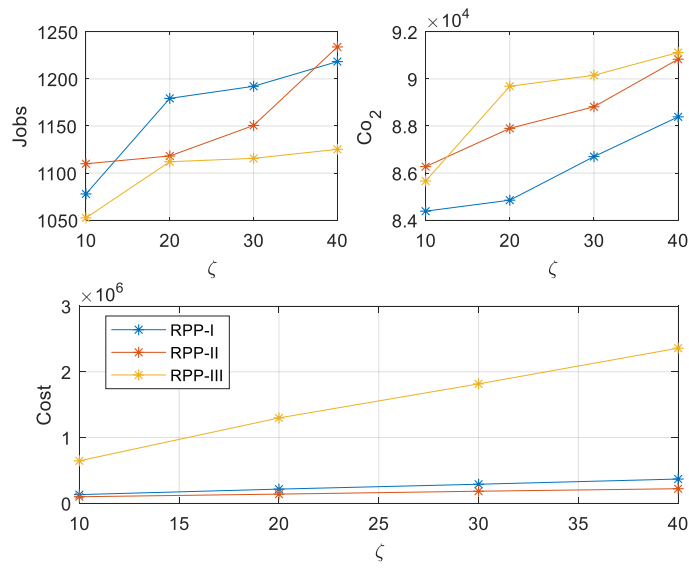 Jobs
1250
1200
1150
1100
1050
10 20 30 40
ζ
×10⁴
Co₂
9.2
9
8.8
8.6
8.4
10 20 30 40
ζ
×10⁶
Cost
3
2
1
0
RPP-I
RPP-II
RPP-III
10 15 20 25 30 35 40
ζ